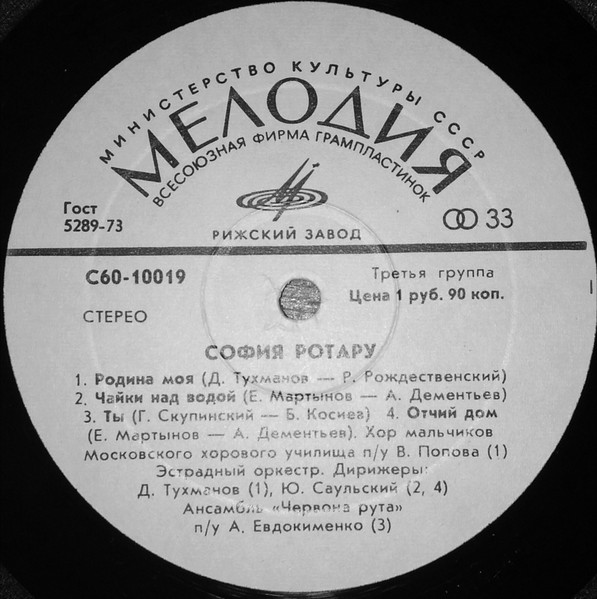 МИНИСТЕРСТВО КУЛЬТУРЫ СССР
МЕЛОДИЯ
ВСЕСОЮЗНАЯ ФИРМА ГРАМПЛАСТИНОК
Гост
5289-73
33
РИЖСКИЙ ЗАВОД
С60-10019
Третья группа
Цена 1 руб. 90 коп.
СТЕРЕО
СОФИЯ РОТАРУ
1. Родина моя (Д. Тухманов — Р. Рождественский)
2. Чайки над водой (Е. Мартынов — А. Дементьев)
3. Ты (Г. Скупинский — Б. Косиев) 4. Отчий дом
(Е. Мартынов — А. Дементьев). Хор мальчиков
Московского хорового училища п/у В. Попова (1)
Эстрадный оркестр. Дирижеры:
Д. Тухманов (1), Ю. Саульский (2, 4)
Ансамбль «Червона рута»
п/у А. Евдокименко (3)